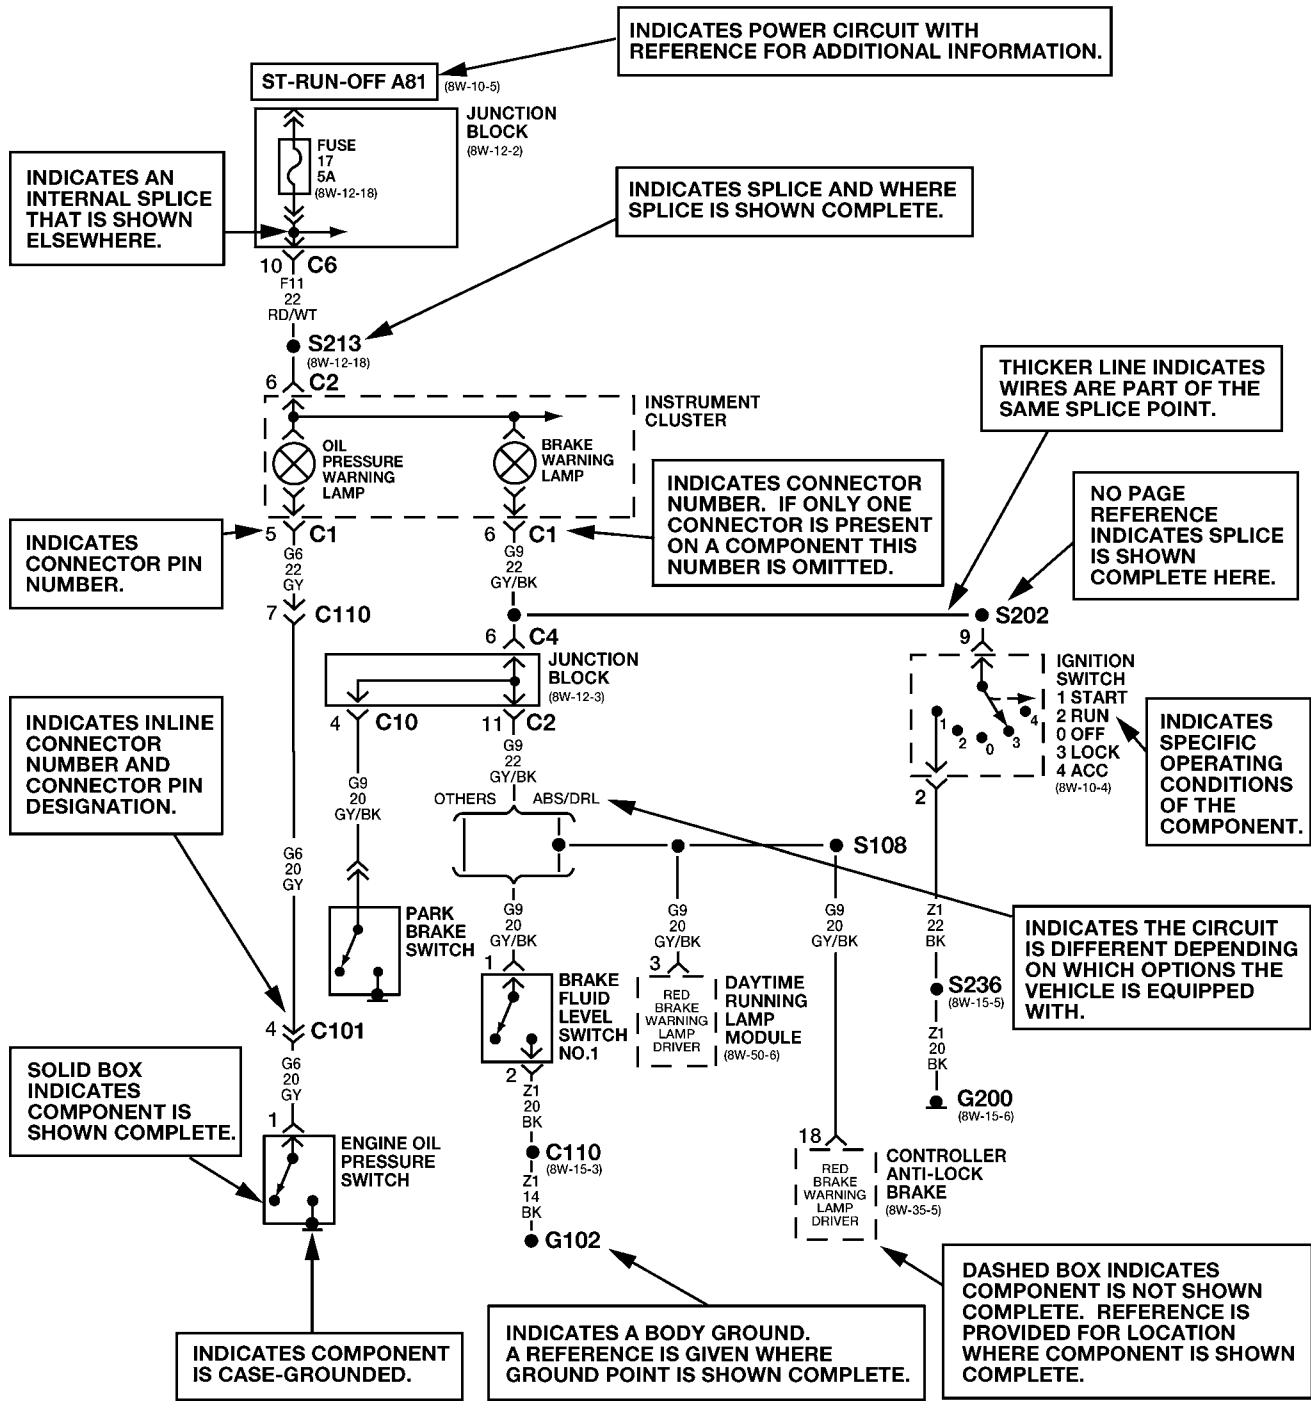 INDICATES POWER CIRCUIT WITH
REFERENCE FOR ADDITIONAL INFORMATION.
ST-RUN-OFF A81
(8W-10-5)
JUNCTION
BLOCK
(8W-12-2)
FUSE
17
5A
(8W-12-18)
INDICATES AN
INTERNAL SPLICE
THAT IS SHOWN
ELSEWHERE.
INDICATES SPLICE AND WHERE
SPLICE IS SHOWN COMPLETE.
10 C6
F11
22
RD/WT
S213
(8W-12-18)
6 C2
THICKER LINE INDICATES
WIRES ARE PART OF THE
SAME SPLICE POINT.
INSTRUMENT
CLUSTER
OIL
PRESSURE
WARNING
LAMP
BRAKE
WARNING
LAMP
INDICATES CONNECTOR
NUMBER. IF ONLY ONE
CONNECTOR IS PRESENT
ON A COMPONENT THIS
NUMBER IS OMITTED.
NO PAGE
REFERENCE
INDICATES SPLICE
IS SHOWN
COMPLETE HERE.
INDICATES
CONNECTOR PIN
NUMBER.
5 C1
G6
22
GY
6 C1
G9
22
GY/BK
7 C110
S202
9
6 C4
JUNCTION
BLOCK
(8W-12-3)
IGNITION
SWITCH
1 START
2 RUN
0 OFF
3 LOCK
4 ACC
(8W-10-4)
1
2
0
3
4
2
4 C10
11 C2
INDICATES INLINE
CONNECTOR
NUMBER AND
CONNECTOR PIN
DESIGNATION.
INDICATES
SPECIFIC
OPERATING
CONDITIONS
OF THE
COMPONENT.
G9
22
GY/BK
G9
20
GY/BK
OTHERS ABS/DRL
S108
G6
20
GY
PARK
BRAKE
SWITCH
G9
20
GY/BK
G9
20
GY/BK
G9
20
GY/BK
Z1
22
BK
INDICATES THE CIRCUIT
IS DIFFERENT DEPENDING
ON WHICH OPTIONS THE
VEHICLE IS EQUIPPED
WITH.
1
BRAKE
FLUID
LEVEL
SWITCH
NO.1
3
RED
BRAKE
WARNING
LAMP
DRIVER
DAYTIME
RUNNING
LAMP
MODULE
(8W-50-6)
S236
(8W-15-5)
Z1
20
BK
G200
(8W-15-6)
4 C101
G6
20
GY
SOLID BOX
INDICATES
COMPONENT IS
SHOWN COMPLETE.
1
ENGINE OIL
PRESSURE
SWITCH
2
Z1
20
BK
C110
(8W-15-3)
Z1
14
BK
G102
18
RED
BRAKE
WARNING
LAMP
DRIVER
CONTROLLER
ANTI-LOCK
BRAKE
(8W-35-5)
INDICATES COMPONENT
IS CASE-GROUNDED.
INDICATES A BODY GROUND.
A REFERENCE IS GIVEN WHERE
GROUND POINT IS SHOWN COMPLETE.
DASHED BOX INDICATES
COMPONENT IS NOT SHOWN
COMPLETE. REFERENCE IS
PROVIDED FOR LOCATION
WHERE COMPONENT IS SHOWN
COMPLETE.